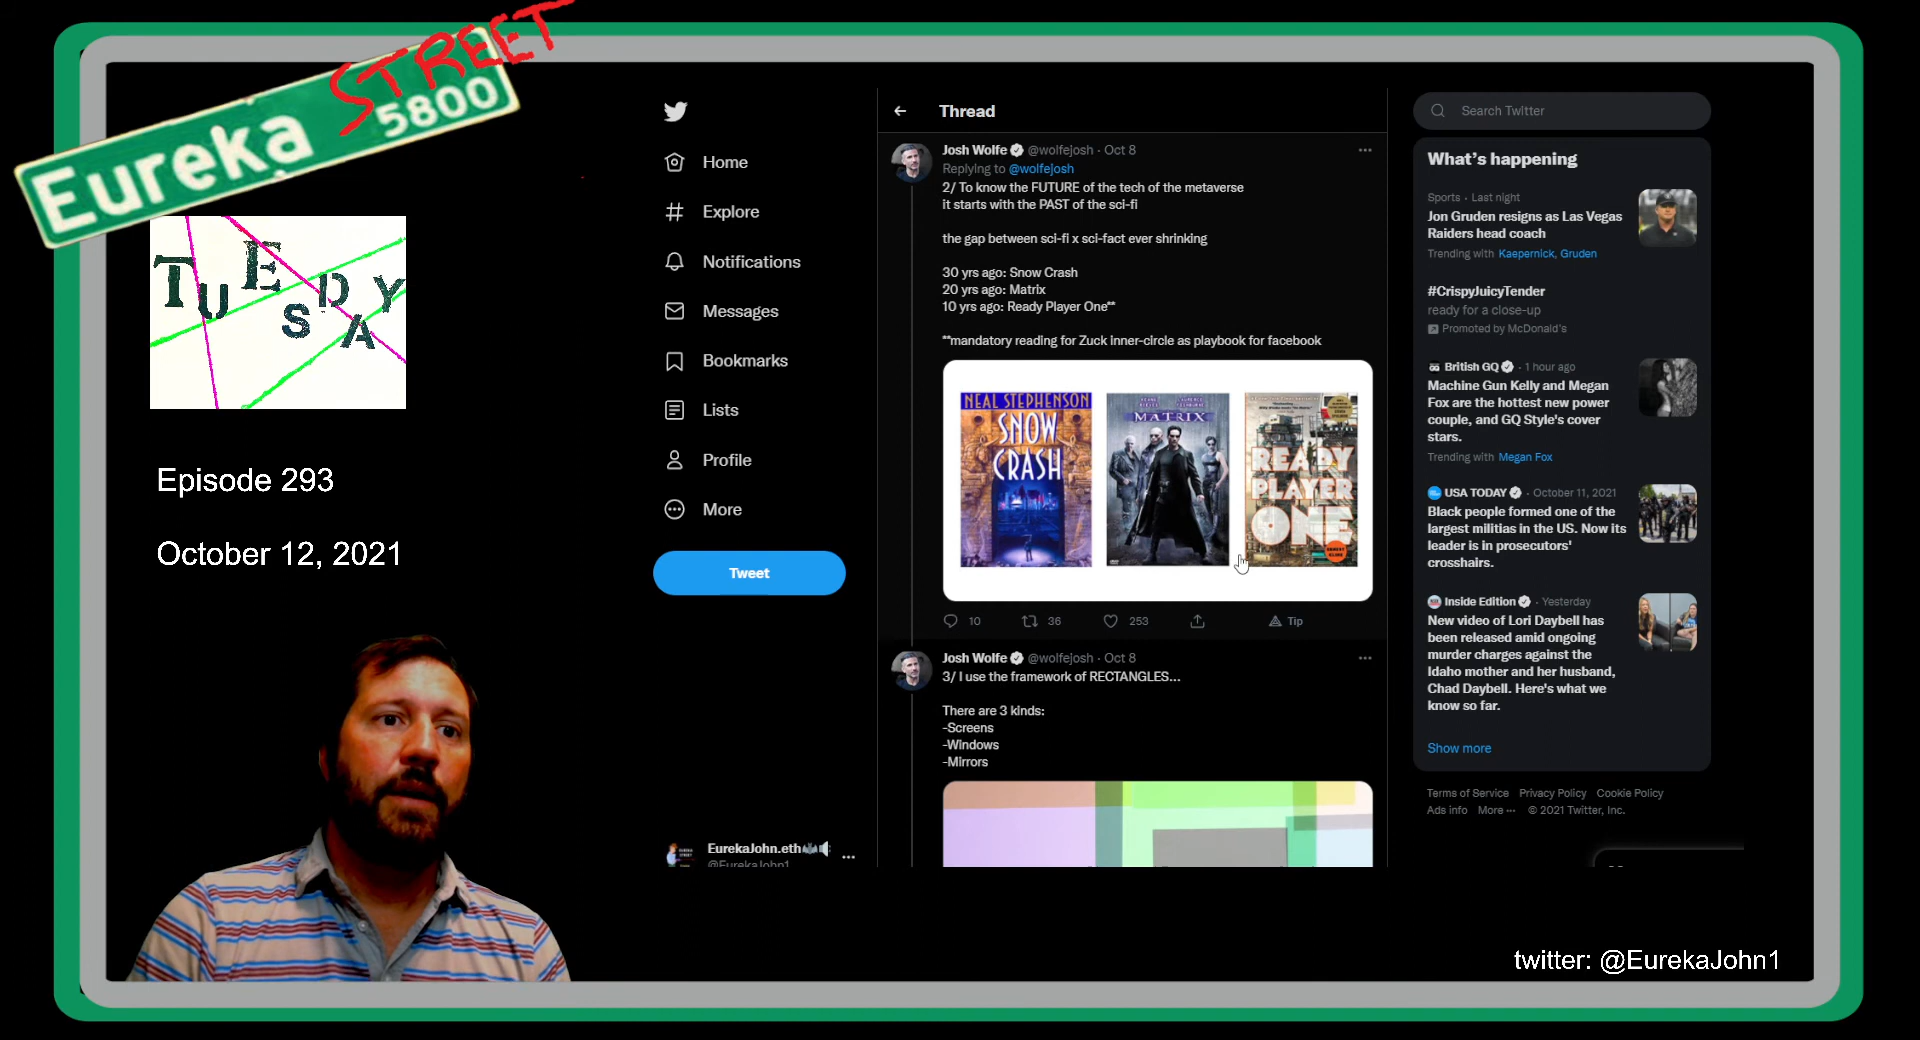 Eureka STREET
5800
TUESDAY
Episode 293
October 12, 2021
Home
Explore
Notifications
Messages
Bookmarks
Lists
Profile
More
Tweet
EurekaJohn.eth
@EurekaJohn1
Thread
Josh Wolfe @wolfejosh · Oct 8
Replying to @wolfejosh
2/ To know the FUTURE of the tech of the metaverse
it starts with the PAST of the sci-fi
the gap between sci-fi x sci-fact ever shrinking
30 yrs ago: Snow Crash
20 yrs ago: Matrix
10 yrs ago: Ready Player One**
**mandatory reading for Zuck inner-circle as playbook for facebook
NEAL STEPHENSON
SNOW
CRASH
MATRIX
READY
PLAYER
ONE
ERNEST
CLINE
10
36
253
Tip
Josh Wolfe @wolfejosh · Oct 8
3/ I use the framework of RECTANGLES...
There are 3 kinds:
-Screens
-Windows
-Mirrors
Search Twitter
What's happening
Sports · Last night
Jon Gruden resigns as Las Vegas
Raiders head coach
Trending with Kaepernick, Gruden
#CrispyJuicyTender
ready for a close-up
Promoted by McDonald's
British GQ · 1 hour ago
Machine Gun Kelly and Megan
Fox are the hottest new power
couple, and GQ Style's cover
stars.
Trending with Megan Fox
USA TODAY · October 11, 2021
Black people formed one of the
largest militias in the US. Now its
leader is in prosecutors'
crosshairs.
Inside Edition · Yesterday
New video of Lori Daybell has
been released amid ongoing
murder charges against the
Idaho mother and her husband,
Chad Daybell. Here's what we
know so far.
Show more
Terms of Service Privacy Policy Cookie Policy
Ads info More ··· © 2021 Twitter, Inc.
twitter: @EurekaJohn1